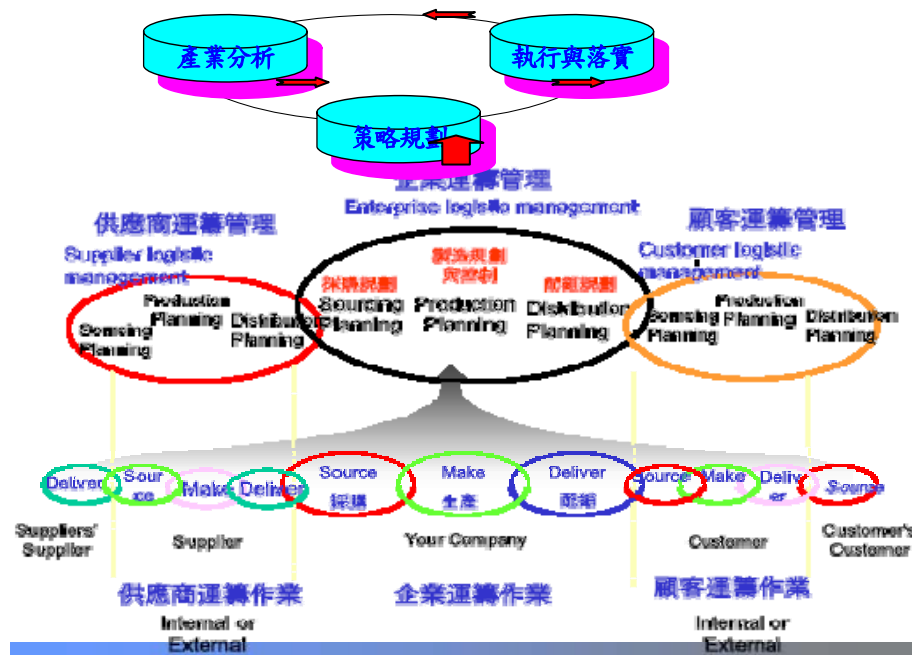 產業分析
執行與落實
策略規劃
企業運籌管理
Enterprise logistic management
供應商運籌管理
Supplier logistic
management
顧客運籌管理
Customer logistic
management
採購規劃
Sourcing
Planning
製造規劃
與控制
Production
Planning
配銷規劃
Distribution
Planning
Sourcing
Planning
Production
Planning
Distribution
Planning
Sourcing
Planning
Production
Planning
Distribution
Planning
Deliver
Sour
ce
Make
Deliver
Source
採購
Make
生產
Deliver
配銷
Source
Make
Deliv
er
Source
Suppliers'
Supplier
Supplier
Your Company
Customer
Customer's
Customer
供應商運籌作業
企業運籌作業
顧客運籌作業
Internal or
External
Internal or
External